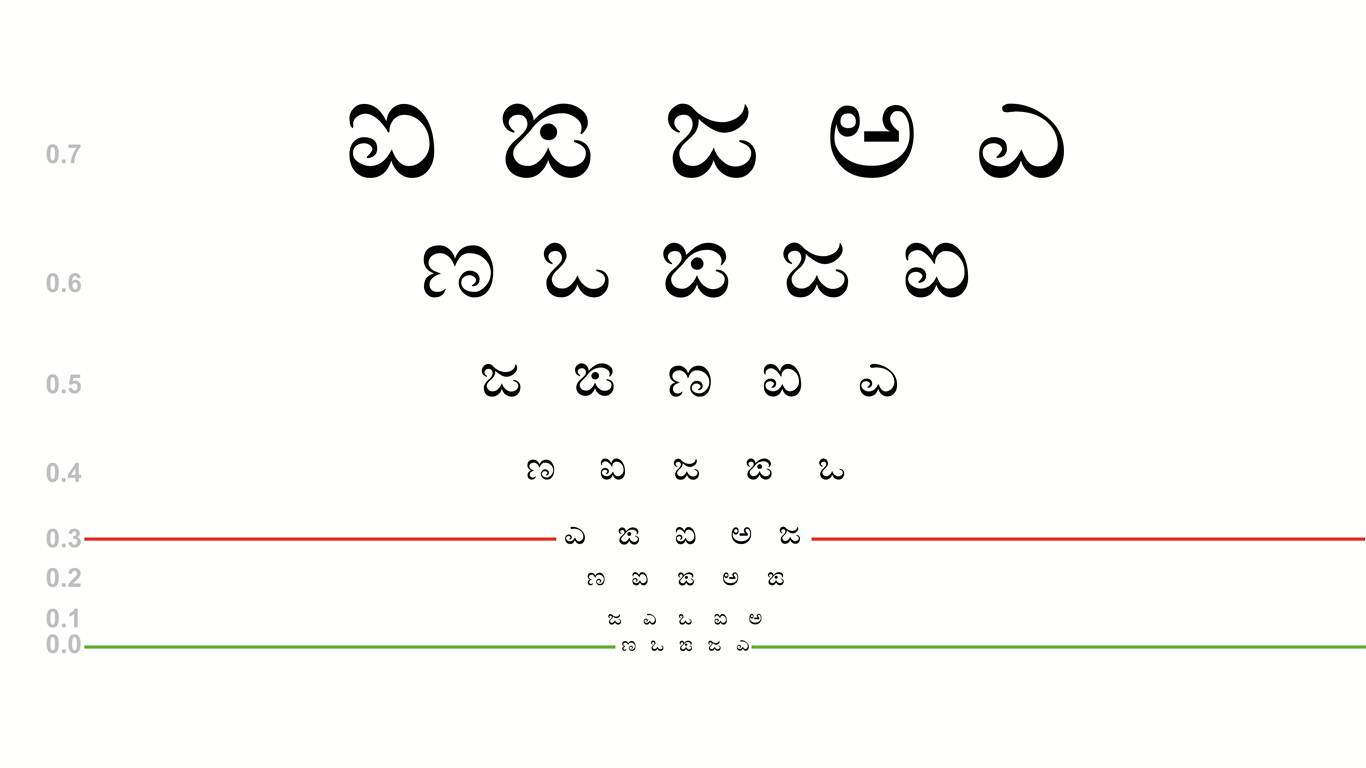 0.7 ಐ ಙ ಜ ಅ ಎ
0.6 ಣ ಒ ಙ ಜ ಐ
0.5 ಜ ಙ ಣ ಐ ಎ
0.4 ಣ ಐ ಜ ಙ ಒ
0.3 ಎ ಙ ಐ ಅ ಜ
0.2 ಣ ಐ ಙ ಅ ಙ
0.1 ಜ ಎ ಒ ಐ ಅ
0.0 ಣ ಒ ಙ ಜ ಎ